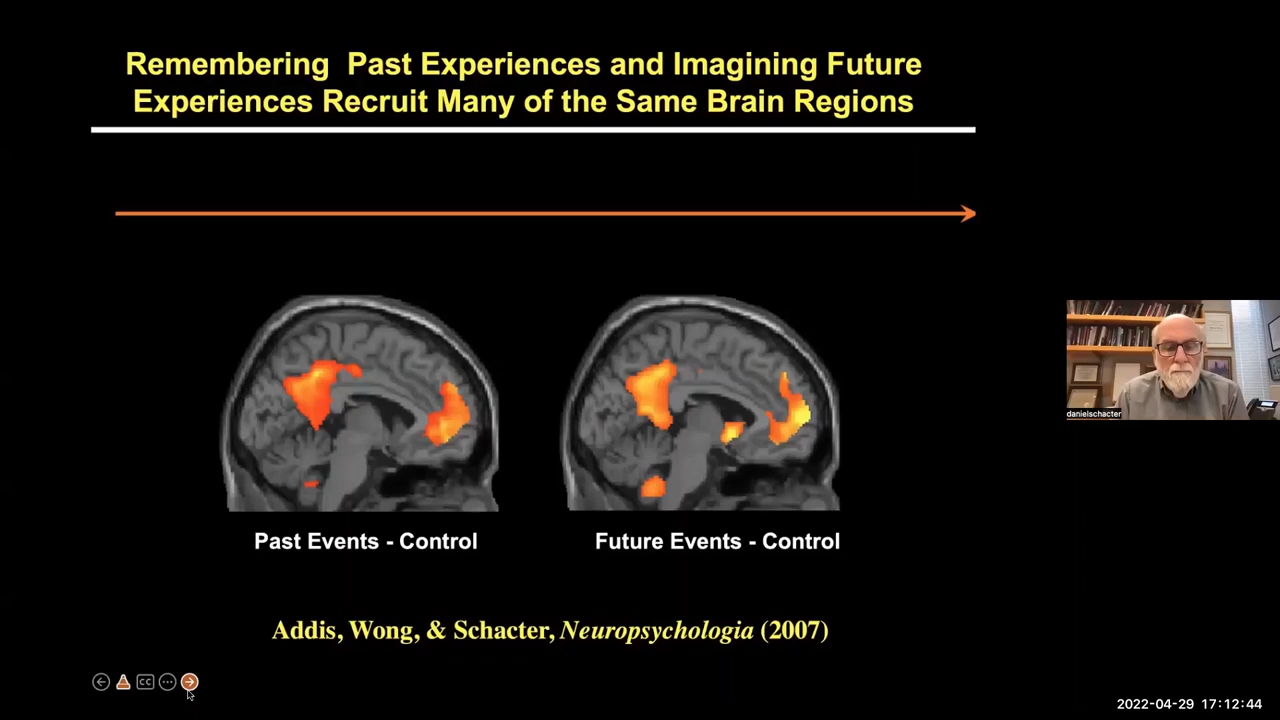 Remembering Past Experiences and Imagining Future
Experiences Recruit Many of the Same Brain Regions
danielschacter
Past Events - Control
Future Events - Control
Addis, Wong, & Schacter, Neuropsychologia (2007)
CC
2022-04-29 17:12:44